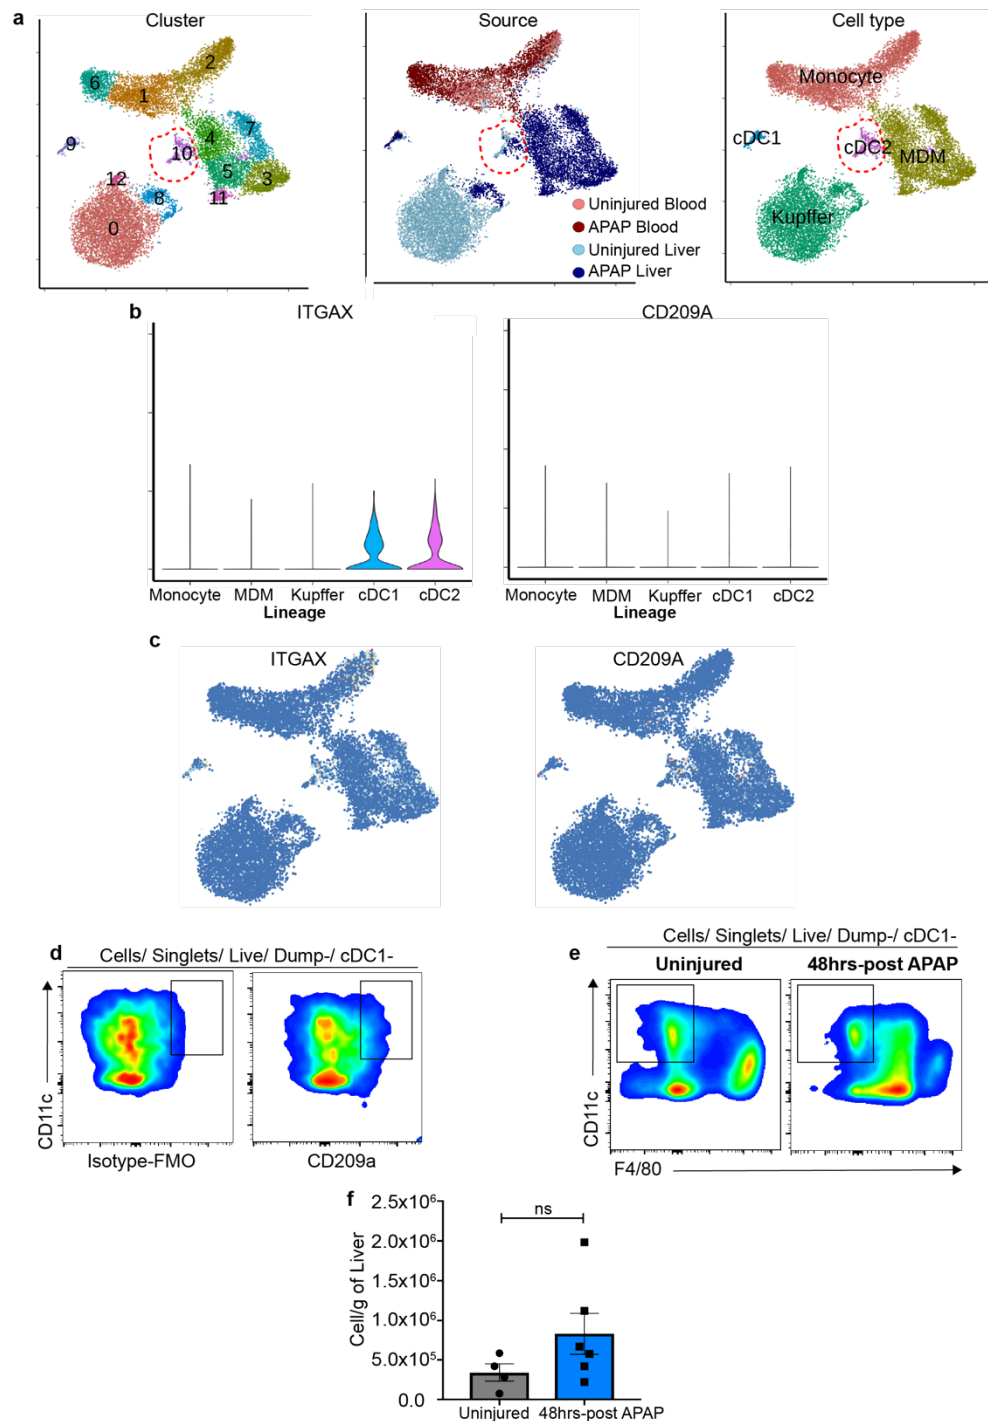 a
Cluster
Source
Cell type
2
6
1
7
4
9
10
5
3
12
8
11
0
Uninjured Blood
APAP Blood
Uninjured Liver
APAP Liver
Monocyte
cDC1
cDC2
MDM
Kupffer
b
ITGAX
CD209A
Monocyte MDM Kupffer cDC1 cDC2
Lineage
Monocyte MDM Kupffer cDC1 cDC2
Lineage
c
ITGAX
CD209A
d
Cells/ Singlets/ Live/ Dump-/ cDC1-
CD11c
Isotype-FMO
CD209a
e
Cells/ Singlets/ Live/ Dump-/ cDC1-
Uninjured
48hrs-post APAP
CD11c
F4/80
f
Cell/g of Liver
2.5x10⁶
2.0x10⁶
1.5x10⁶
1.0x10⁶
5.0x10⁵
0.0
ns
Uninjured 48hrs-post APAP